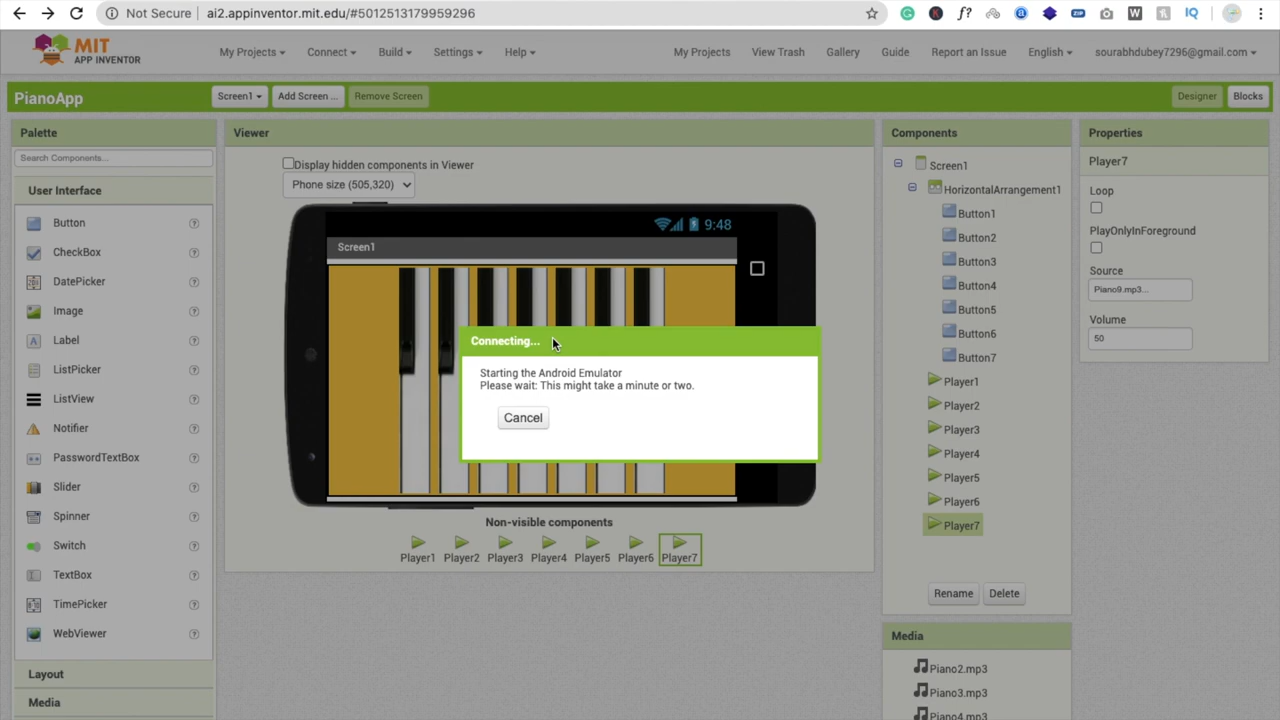 Not Secure
ai2.appinventor.mit.edu/#5012513179959296
MIT
APP INVENTOR
My Projects
Connect
Build
Settings
Help
My Projects
View Trash
Gallery
Guide
Report an Issue
English
sourabhdubey7296@gmail.com
PianoApp
Screen1
Add Screen ...
Remove Screen
Designer
Blocks
Palette
Search Components...
User Interface
Button
CheckBox
DatePicker
Image
Label
ListPicker
ListView
Notifier
PasswordTextBox
Slider
Spinner
Switch
TextBox
TimePicker
WebViewer
Layout
Media
Viewer
Display hidden components in Viewer
Phone size (505,320)
9:48
Screen1
Connecting...
Starting the Android Emulator
Please wait: This might take a minute or two.
Cancel
Non-visible components
Player1
Player2
Player3
Player4
Player5
Player6
Player7
Components
Screen1
HorizontalArrangement1
Button1
Button2
Button3
Button4
Button5
Button6
Button7
Player1
Player2
Player3
Player4
Player5
Player6
Player7
Rename
Delete
Media
Piano2.mp3
Piano3.mp3
Piano4.mp3
Properties
Player7
Loop
PlayOnlyInForeground
Source
Piano9.mp3...
Volume
50